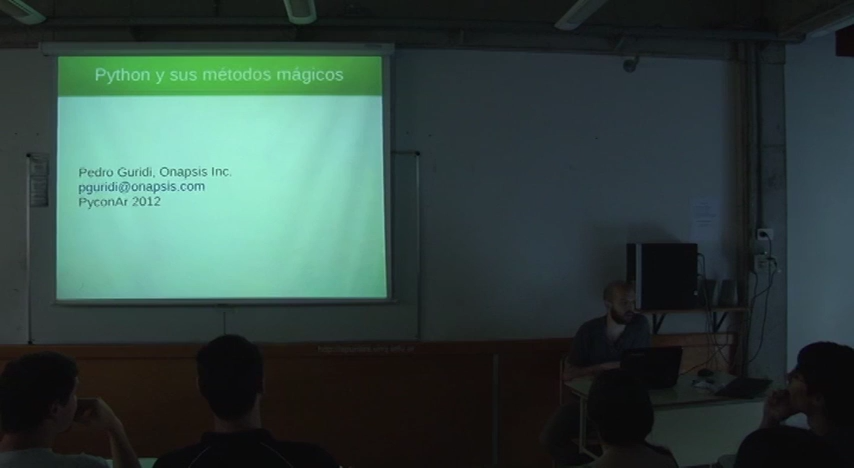 Python y sus métodos mágicos
Pedro Guridi, Onapsis Inc.
pguridi@onapsis.com
PyconAr 2012